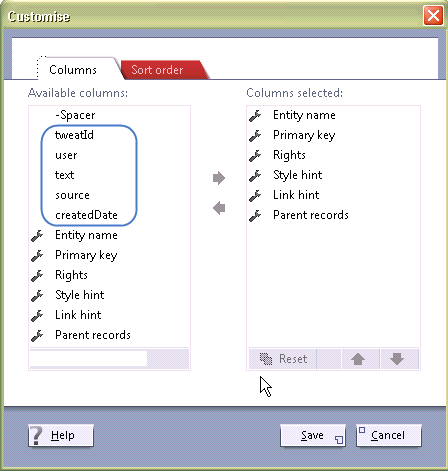 Customise
Columns
Sort order
Available columns:
-Spacer
tweatId
user
text
source
createdDate
Entity name
Primary key
Rights
Style hint
Link hint
Parent records
Columns selected:
Entity name
Primary key
Rights
Style hint
Link hint
Parent records
Reset
? Help
Save
Cancel